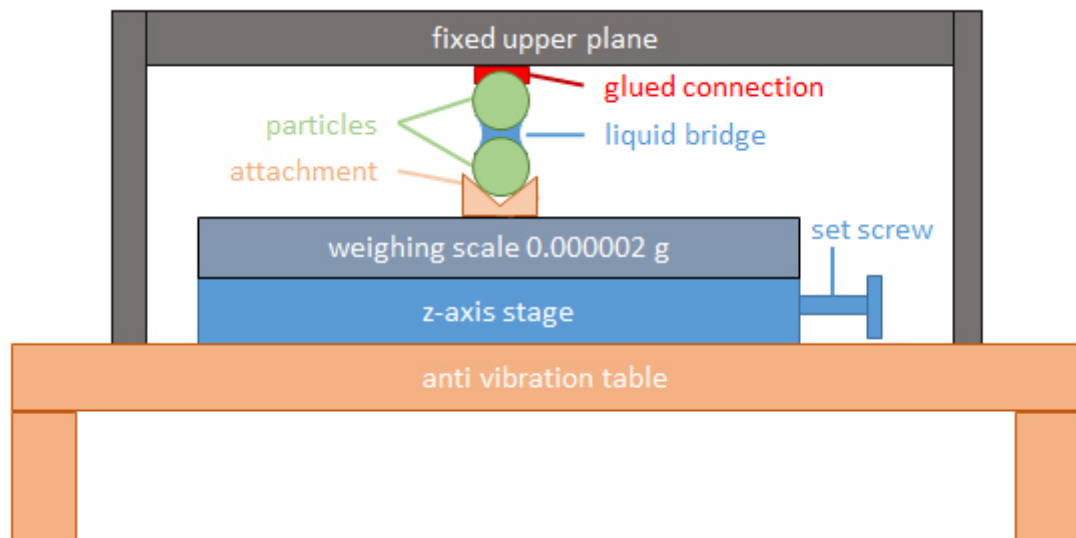 fixed upper plane
glued connection
particles
liquid bridge
attachment
set screw
weighing scale 0.000002 g
z-axis stage
anti vibration table